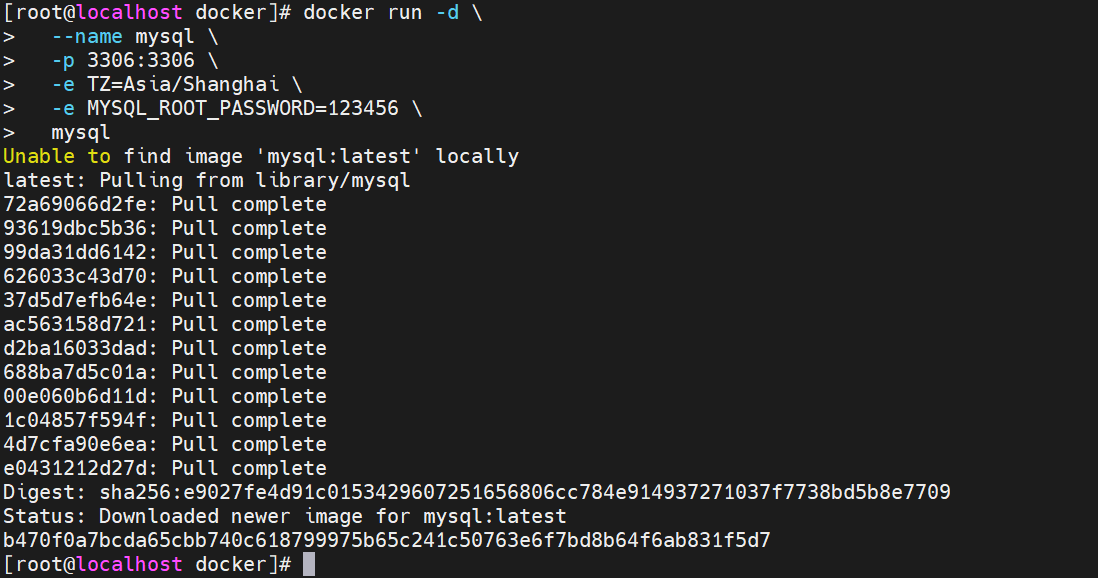 [root@localhost docker]# docker run -d \
>   --name mysql \
>   -p 3306:3306 \
>   -e TZ=Asia/Shanghai \
>   -e MYSQL_ROOT_PASSWORD=123456 \
>   mysql
Unable to find image 'mysql:latest' locally
latest: Pulling from library/mysql
72a69066d2fe: Pull complete
93619dbc5b36: Pull complete
99da31dd6142: Pull complete
626033c43d70: Pull complete
37d5d7efb64e: Pull complete
ac563158d721: Pull complete
d2ba16033dad: Pull complete
688ba7d5c01a: Pull complete
00e060b6d11d: Pull complete
1c04857f594f: Pull complete
4d7cfa90e6ea: Pull complete
e0431212d27d: Pull complete
Digest: sha256:e9027fe4d91c0153429607251656806cc784e914937271037f7738bd5b8e7709
Status: Downloaded newer image for mysql:latest
b470f0a7bcda65cbb740c618799975b65c241c50763e6f7bd8b64f6ab831f5d7
[root@localhost docker]#